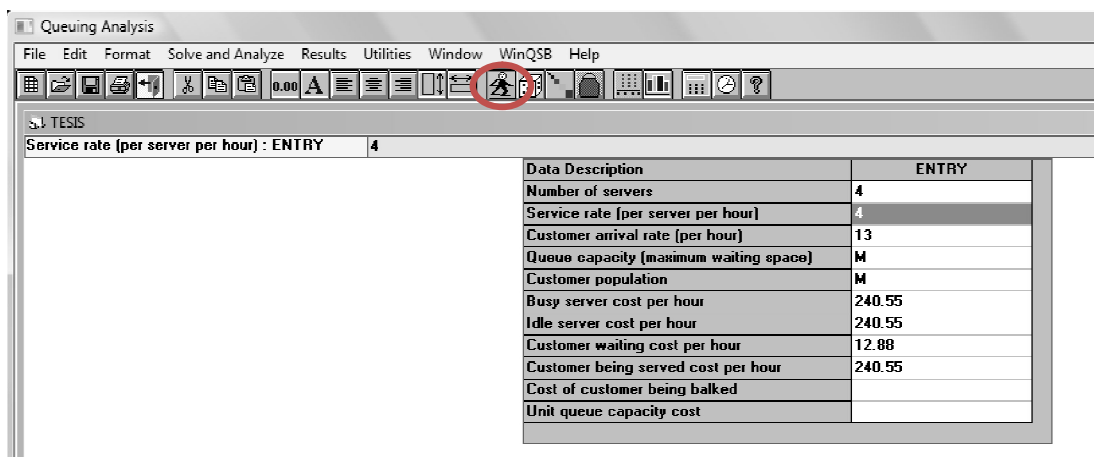 Queuing Analysis
File Edit Format Solve and Analyze Results Utilities Window WinQSB Help
0.00 A
TESIS
Service rate (per server per hour) : ENTRY 4
Data Description ENTRY
Number of servers 4
Service rate (per server per hour) 4
Customer arrival rate (per hour) 13
Queue capacity (maximum waiting space) M
Customer population M
Busy server cost per hour 240.55
Idle server cost per hour 240.55
Customer waiting cost per hour 12.88
Customer being served cost per hour 240.55
Cost of customer being balked
Unit queue capacity cost